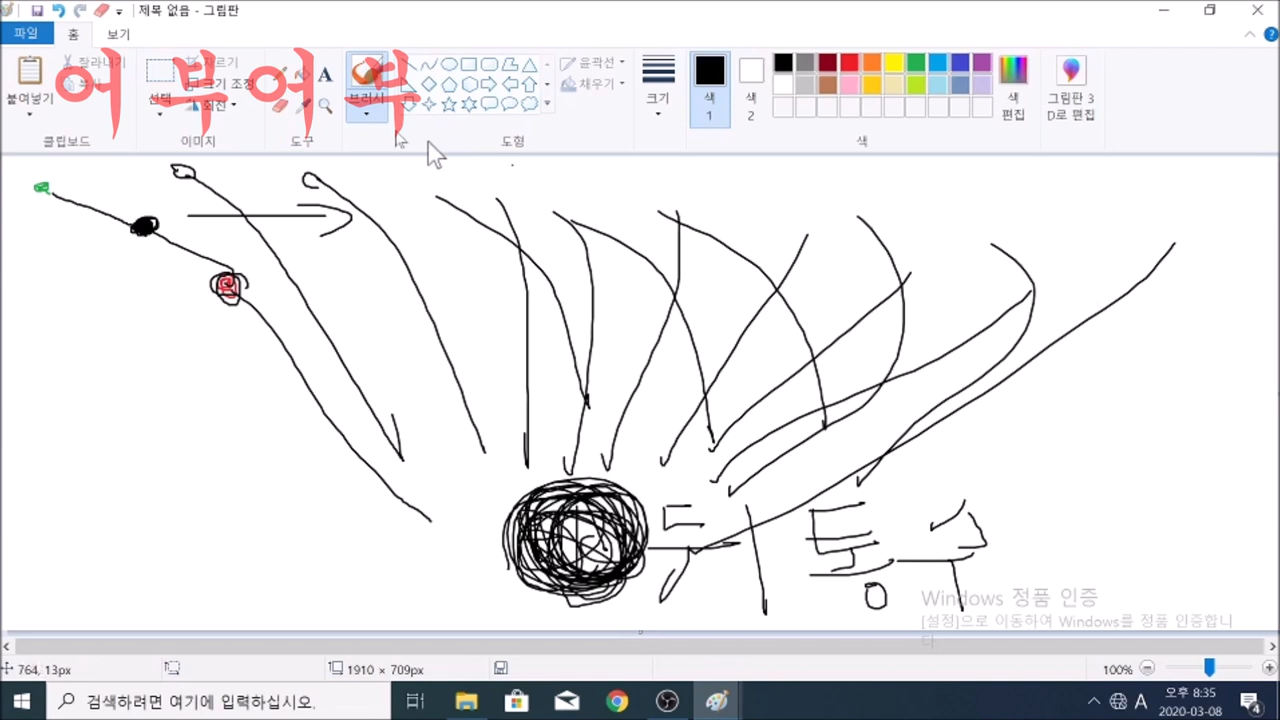 제목 없음 - 그림판
파일 홈 보기
어 부 여 부
붙여넣기
잘라내기
선택
자르기
크기 조정
회전
브러시
윤곽선
채우기
크기
색 1
색 2
색 편집
그림판 3D로 편집
클립보드 이미지 도구 도형 색
뒤 통 수
Windows 정품 인증
[설정]으로 이동하여 Windows를 정품 인증합니다
764, 13px
1910 × 709px
100%
검색하려면 여기에 입력하십시오.
A
오후 8:35
2020-03-08
4